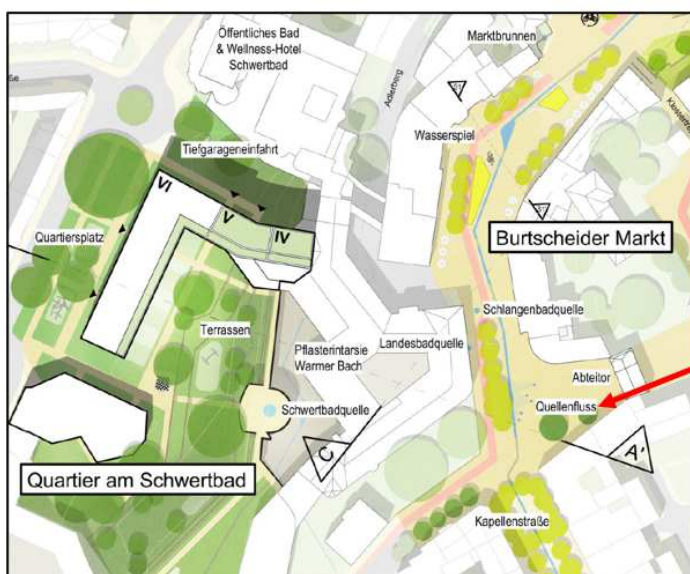 Öffentliches Bad
& Wellness-Hotel
Schwertbad
Marktbrunnen
Adlerberg
Wasserspiel
Tiefgarageneinfahrt
VI
V
IV
Quartiersplatz
Burtscheider Markt
Schlangenbadquelle
Terrassen
Pflasterintarsie
Warmer Bach
Landesbadquelle
Abteitor
Quellenfluss
Schwertbadquelle
C
A'
Quartier am Schwertbad
Kapellenstraße